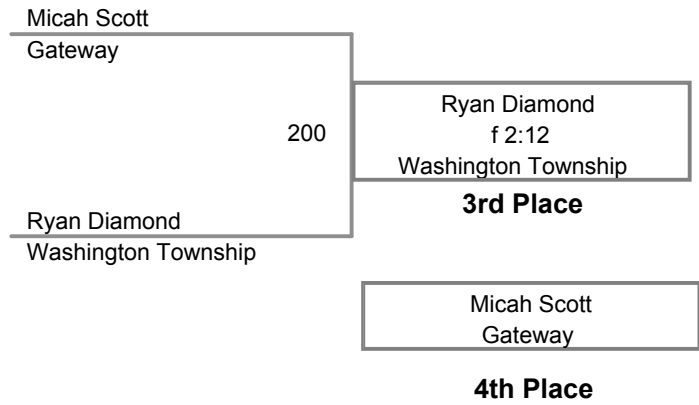 Micah Scott
Gateway
200
Ryan Diamond
f 2:12
Washington Township
3rd Place
Ryan Diamond
Washington Township
Micah Scott
Gateway
4th Place